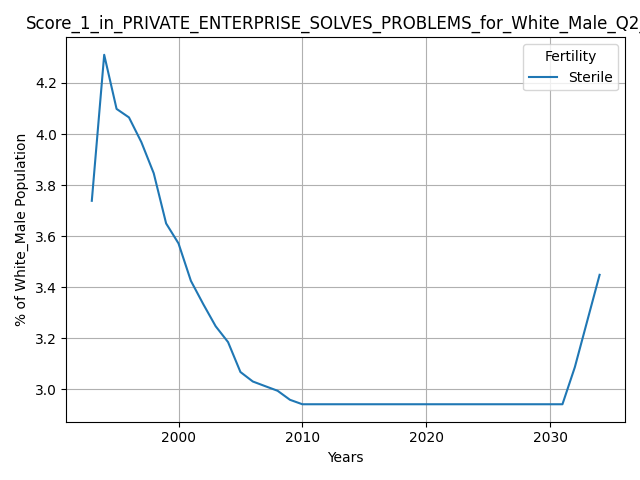 Score_1_in_PRIVATE_ENTERPRISE_SOLVES_PROBLEMS_for_White_Male_Q2_
Fertility
Sterile
4.2
4.0
3.8
3.6
3.4
3.2
3.0
% of White_Male Population
2000 2010 2020 2030
Years